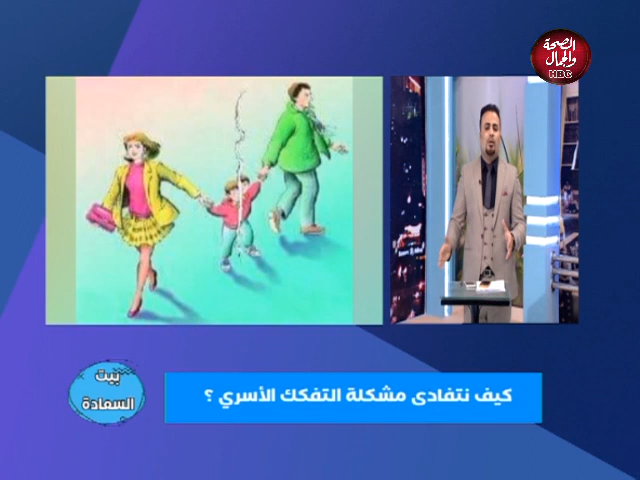 الصحة
والجمال
HBC
كيف نتفادى مشكلة التفكك الأسري ؟
بيت
السعادة